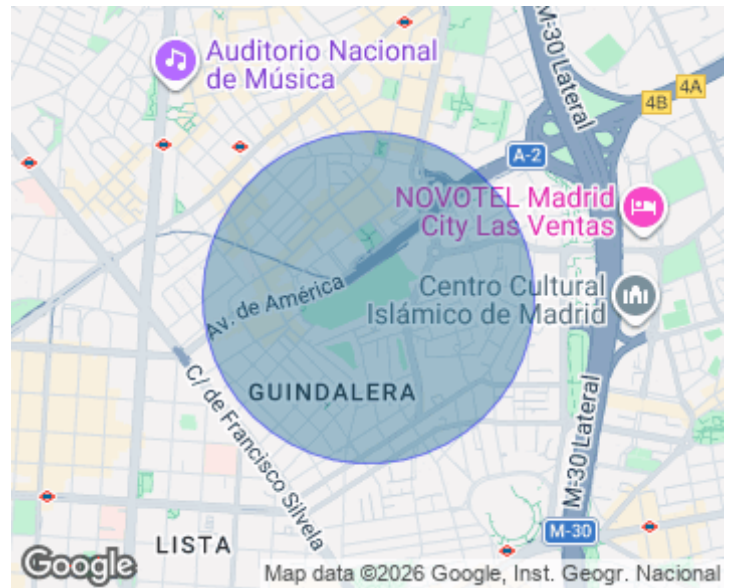 M-30 Lateral
Auditorio Nacional
de Música
4A
4B
A-2
NOVOTEL Madrid
City Las Ventas
Av. de América
Centro Cultural
Islámico de Madrid
GUINDALERA
C/ de Francisco Silvela
M-30 Lateral
M-30
LISTA
Google
Map data ©2026 Google, Inst. Geogr. Nacional